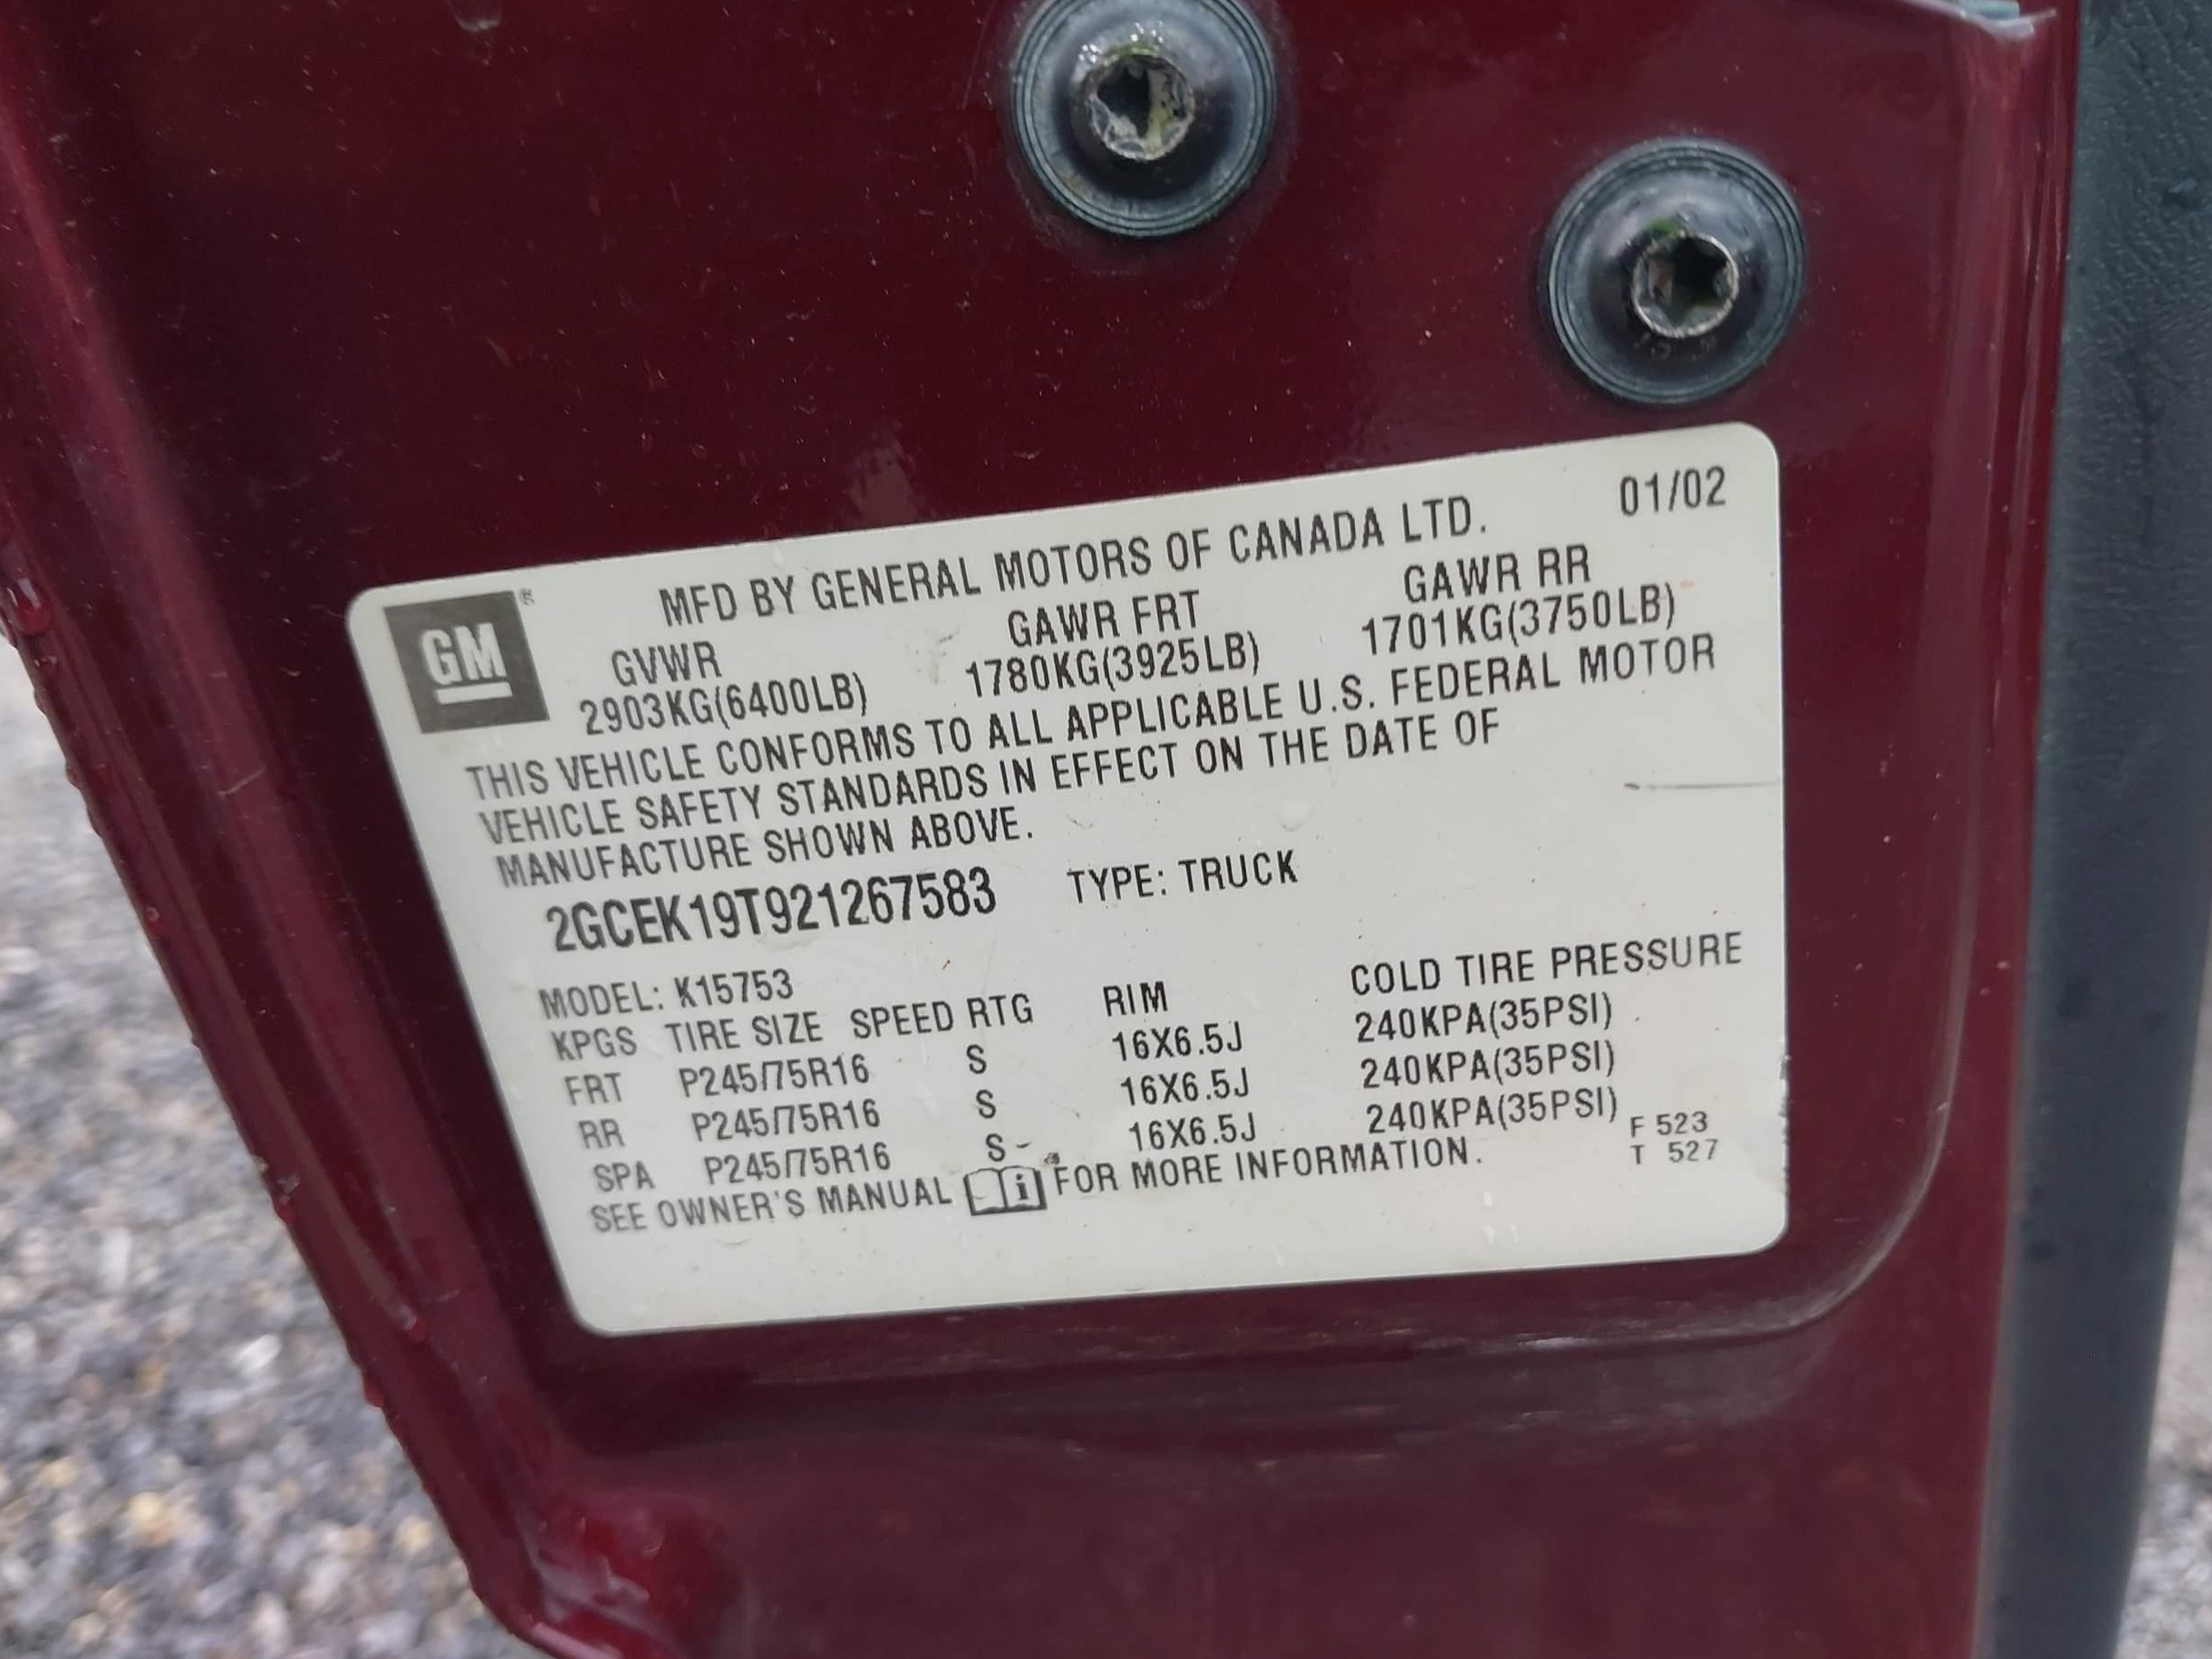 MFD BY GENERAL MOTORS OF CANADA LTD. 01/02
GM ®
GVWR GAWR FRT GAWR RR
2903KG(6400LB) 1780KG(3925LB) 1701KG(3750LB)
THIS VEHICLE CONFORMS TO ALL APPLICABLE U.S. FEDERAL MOTOR
VEHICLE SAFETY STANDARDS IN EFFECT ON THE DATE OF
MANUFACTURE SHOWN ABOVE.
2GCEK19T921267583 TYPE: TRUCK
MODEL: K15753
KPGS TIRE SIZE SPEED RTG RIM COLD TIRE PRESSURE
FRT P245/75R16 S 16X6.5J 240KPA(35PSI)
RR P245/75R16 S 16X6.5J 240KPA(35PSI)
SPA P245/75R16 S 16X6.5J 240KPA(35PSI)
SEE OWNER'S MANUAL i FOR MORE INFORMATION.
F 523
T 527